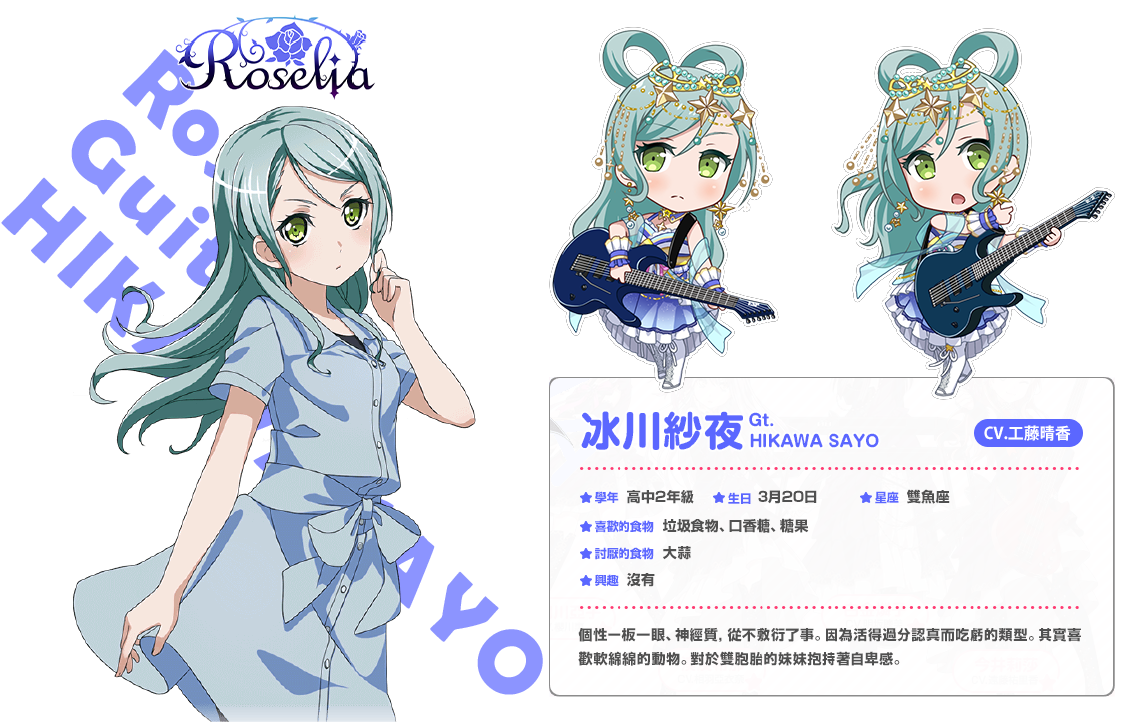 Roselia
Ros
Guit
HIK AYO
冰川紗夜 Gt. HIKAWA SAYO CV.工藤晴香
★學年 高中2年級 ★生日 3月20日 ★星座 雙魚座
★喜歡的食物 垃圾食物、口香糖、糖果
★討厭的食物 大蒜
★興趣 沒有
個性一板一眼、神經質，從不敷衍了事。因為活得過分認真而吃虧的類型。其實喜
歡軟綿綿的動物。對於雙胞胎的妹妹抱持著自卑感。